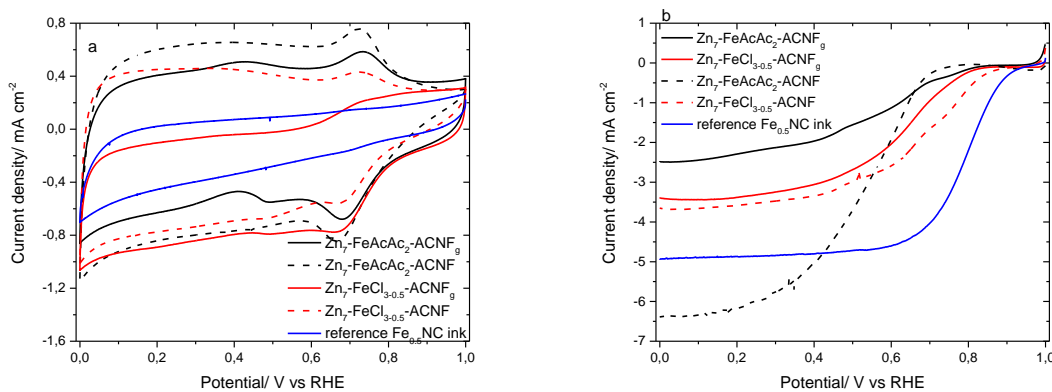 a
0,8
0,4
0,0
-0,4
-0,8
-1,2
-1,6
Current density/ mA cm-2
Zn7-FeAcAc2-ACNFg
Zn7-FeAcAc2-ACNF
Zn7-FeCl3-0.5-ACNFg
Zn7-FeCl3-0.5-ACNF
reference Fe0.5NC ink
0,0 0,2 0,4 0,6 0,8 1,0
Potential/ V vs RHE
b
1
0
-1
-2
-3
-4
-5
-6
-7
Current density/ mA cm-2
Zn7-FeAcAc2-ACNFg
Zn7-FeCl3-0.5-ACNFg
Zn7-FeAcAc2-ACNF
Zn7-FeCl3-0.5-ACNF
reference Fe0.5NC ink
0,0 0,2 0,4 0,6 0,8 1,0
Potential/ V vs RHE